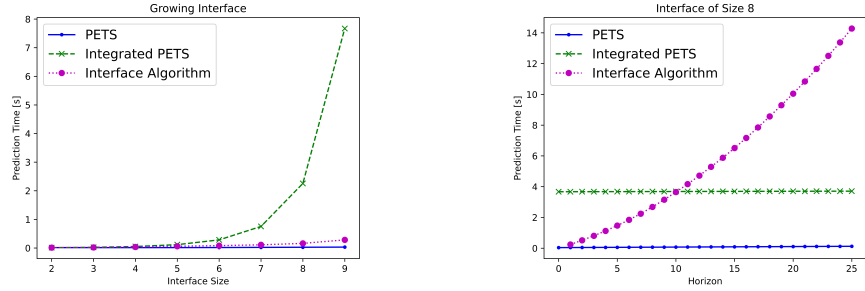 Growing Interface
8
7
6
5
4
3
2
1
0
Prediction Time [s]
PETS
Integrated PETS
Interface Algorithm
2 3 4 5 6 7 8 9
Interface Size
Interface of Size 8
14
12
10
8
6
4
2
0
Prediction Time [s]
PETS
Integrated PETS
Interface Algorithm
0 5 10 15 20 25
Horizon